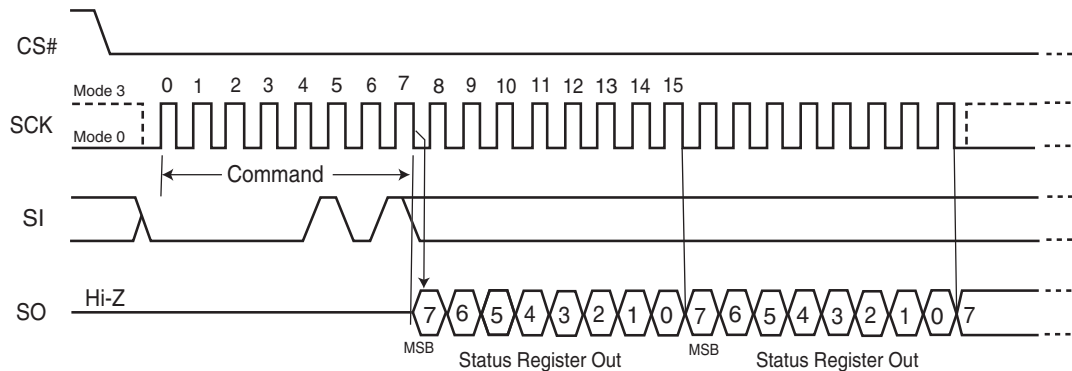 CS#
Mode 3
0 1 2 3 4 5 6 7 8 9 10 11 12 13 14 15
SCK
Mode 0
Command
SI
Hi-Z
SO
7 6 5 4 3 2 1 0 7 6 5 4 3 2 1 0 7
MSB
Status Register Out
MSB
Status Register Out